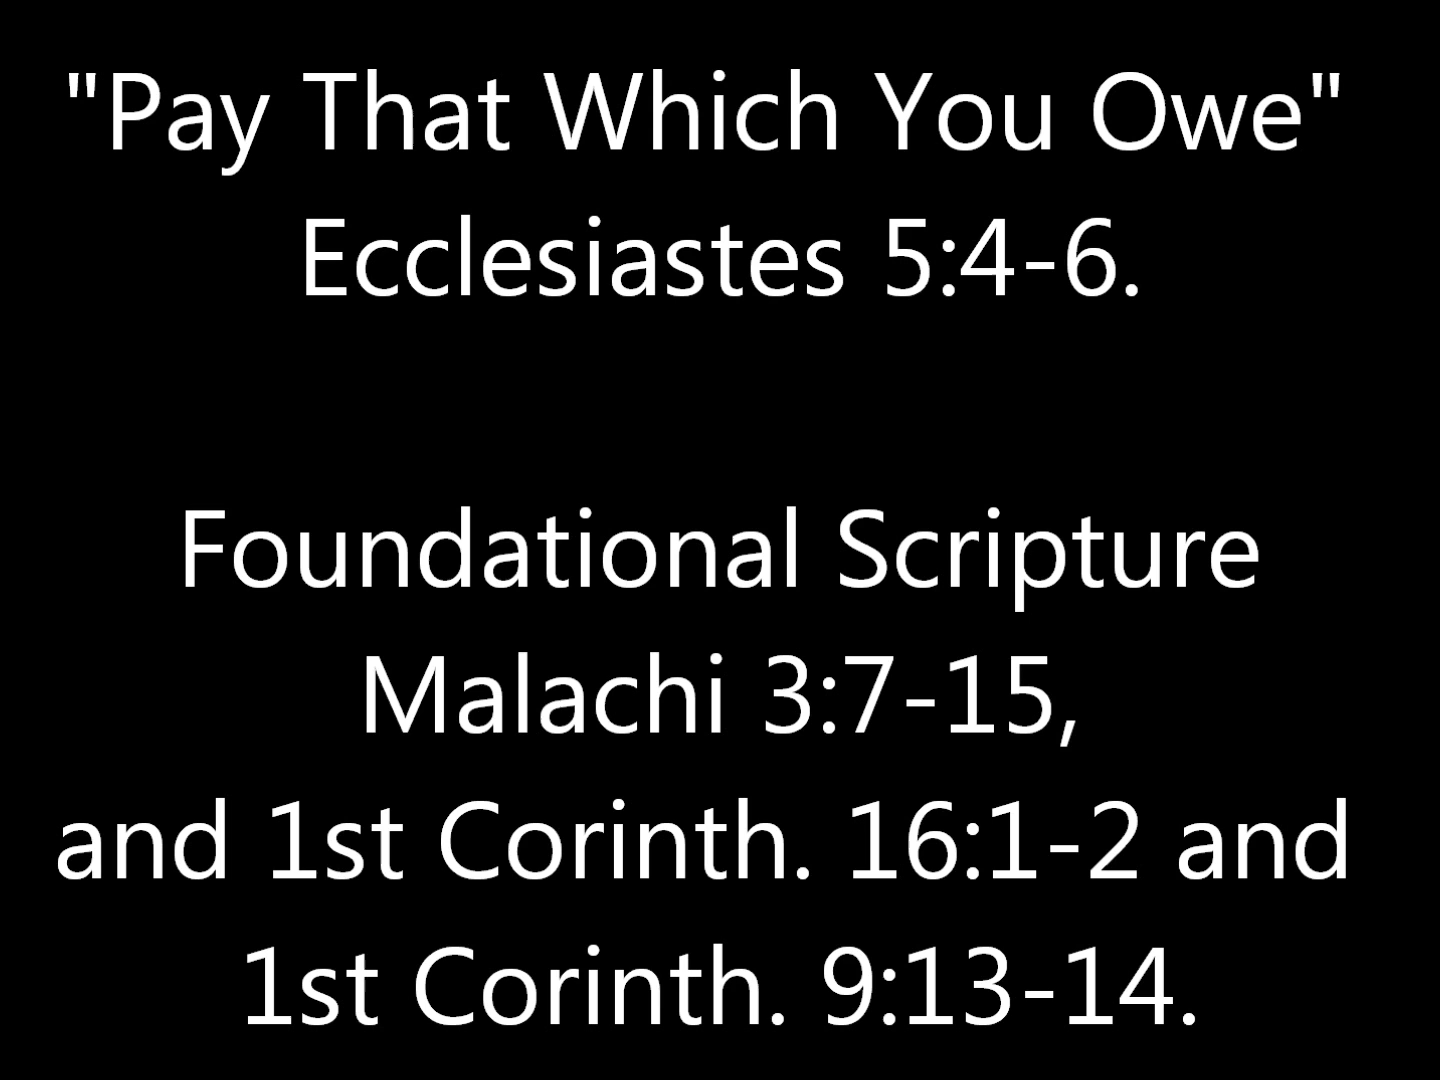 "Pay That Which You Owe"
Ecclesiastes 5:4-6.
Foundational Scripture
Malachi 3:7-15,
and 1st Corinth. 16:1-2 and
1st Corinth. 9:13-14.